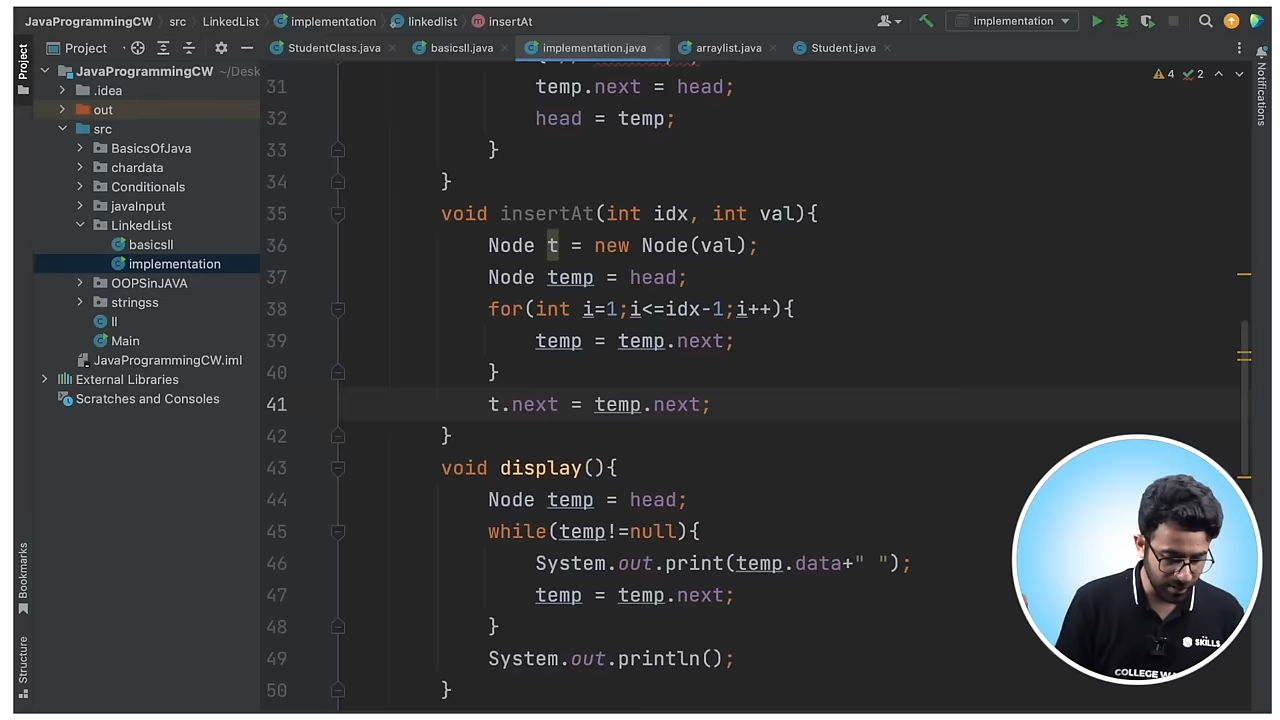 JavaProgrammingCW
src
LinkedList
implementation
linkedlist
insertAt
implementation
Project
Project
StudentClass.java
basicsll.java
implementation.java
arraylist.java
Student.java
JavaProgrammingCW ~/Desk
.idea
out
src
BasicsOfJava
chardata
Conditionals
javaInput
LinkedList
basicsll
implementation
OOPSinJAVA
stringss
ll
Main
JavaProgrammingCW.iml
External Libraries
Scratches and Consoles
Bookmarks
Structure
4
2
Notifications
31 temp.next = head;
32 head = temp;
33 }
34 }
35 void insertAt(int idx, int val){
36 Node t = new Node(val);
37 Node temp = head;
38 for(int i=1;i<=idx-1;i++){
39 temp = temp.next;
40 }
41 t.next = temp.next;
42 }
43 void display(){
44 Node temp = head;
45 while(temp!=null){
46 System.out.print(temp.data+" ");
47 temp = temp.next;
48 }
49 System.out.println();
50 }
SKILLS
COLLEGE